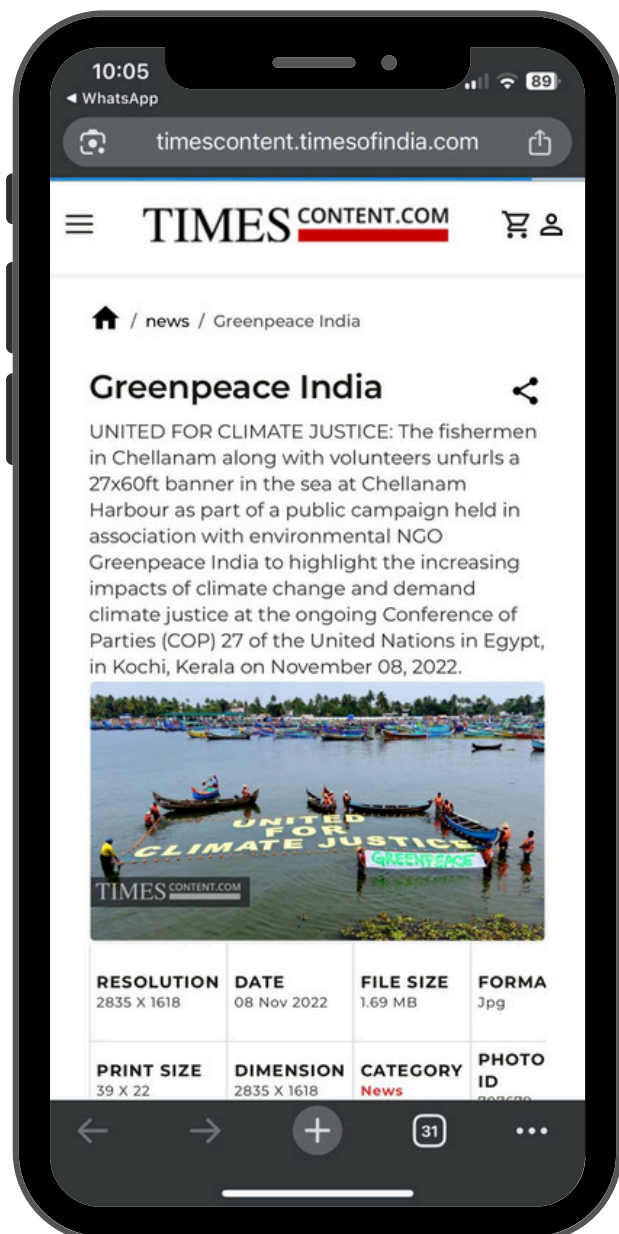 10:05
89
◀ WhatsApp
timescontent.timesofindia.com
TIMES CONTENT.COM
/ news / Greenpeace India
Greenpeace India
UNITED FOR CLIMATE JUSTICE: The fishermen
in Chellanam along with volunteers unfurls a
27x60ft banner in the sea at Chellanam
Harbour as part of a public campaign held in
association with environmental NGO
Greenpeace India to highlight the increasing
impacts of climate change and demand
climate justice at the ongoing Conference of
Parties (COP) 27 of the United Nations in Egypt,
in Kochi, Kerala on November 08, 2022.
UNITED
FOR
CLIMATE JUSTICE
GREENPEACE
TIMES CONTENT.COM
RESOLUTION DATE FILE SIZE FORMA
2835 X 1618 08 Nov 2022 1.69 MB Jpg
PRINT SIZE DIMENSION CATEGORY PHOTO
ID
39 X 22 2835 X 1618 News
31